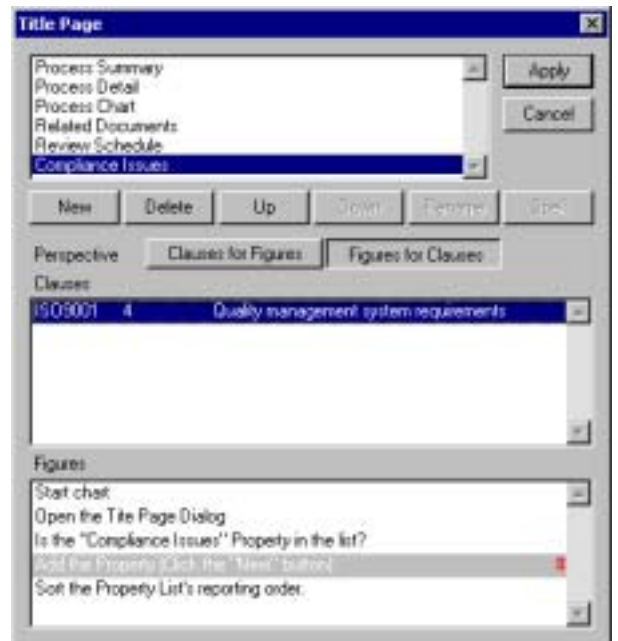 Title Page
Process Summary
Process Detail
Process Chart
Related Documents
Review Schedule
Compliance Issues
Apply
Cancel
New Delete Up Down Rename Spell
Perspective Clauses for Figures Figures for Clauses
Clauses
ISO9001 4 Quality management system requirements
Figures
Start chart
Open the Tite Page Dialog
Is the "Compliance Issues" Property in the list?
Add the Property (Click the "New" button)
Sort the Property List's reporting order.